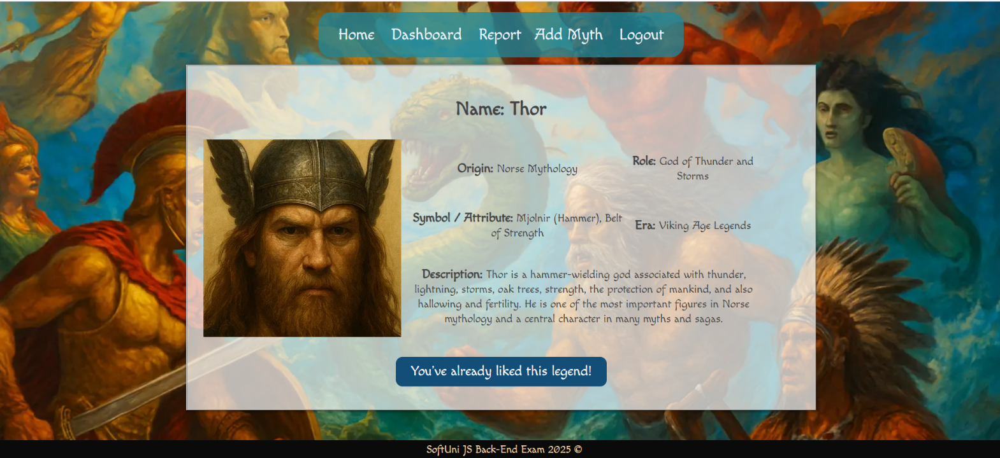 Home Dashboard Report Add Myth Logout
Name: Thor
Origin: Norse Mythology
Role: God of Thunder and
Storms
Symbol / Attribute: Mjolnir (Hammer), Belt
of Strength
Era: Viking Age Legends
Description: Thor is a hammer-wielding god associated with thunder,
lightning, storms, oak trees, strength, the protection of mankind, and also
hallowing and fertility. He is one of the most important figures in Norse
mythology and a central character in many myths and sagas.
You've already liked this legend!
SoftUni JS Back-End Exam 2025 ©